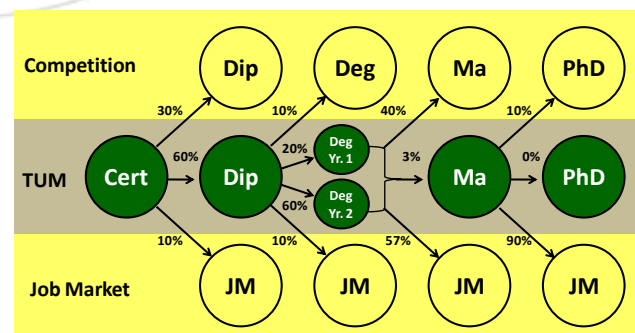 Competition
Dip
Deg
Ma
PhD
30%
10%
40%
10%
TUM
Cert
60%
Dip
20%
60%
Deg
Yr. 1
Deg
Yr. 2
3%
Ma
0%
PhD
10%
10%
57%
90%
Job Market
JM
JM
JM
JM